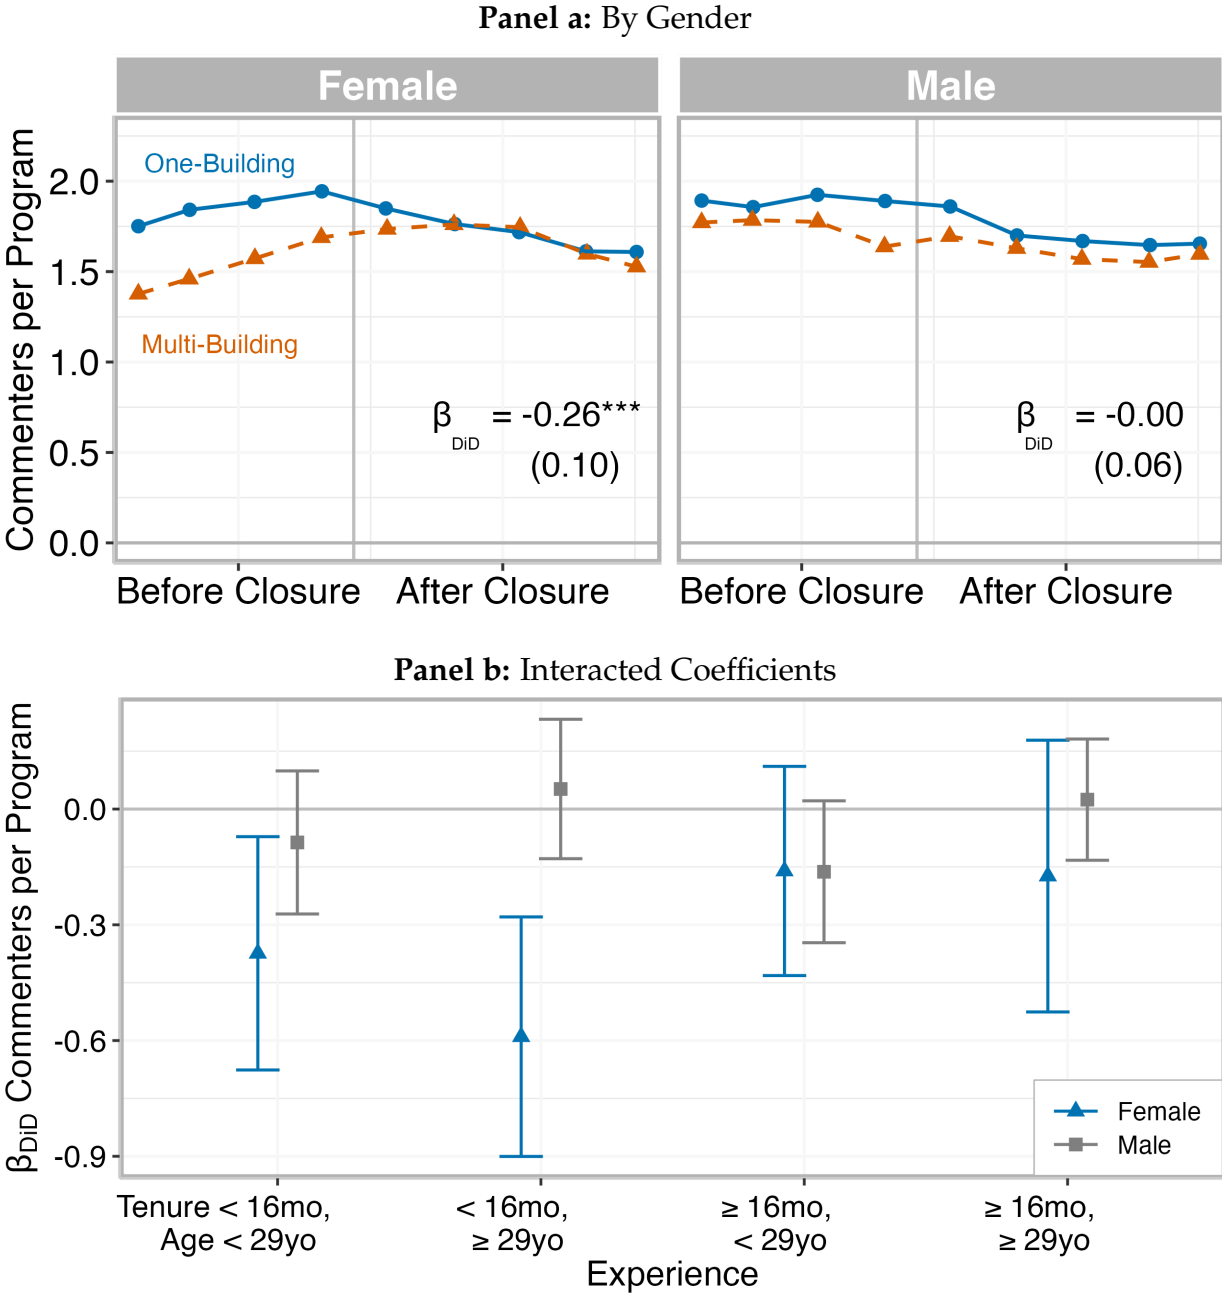 Panel a: By Gender
Female
Male
Commenters per Program
2.0
1.5
1.0
0.5
0.0
One-Building
Multi-Building
β DiD = -0.26***
(0.10)
β DiD = -0.00
(0.06)
Before Closure
After Closure
Before Closure
After Closure
Panel b: Interacted Coefficients
βDiD Commenters per Program
0.0
-0.3
-0.6
-0.9
Female
Male
Tenure < 16mo,
Age < 29yo
< 16mo,
≥ 29yo
≥ 16mo,
< 29yo
≥ 16mo,
≥ 29yo
Experience